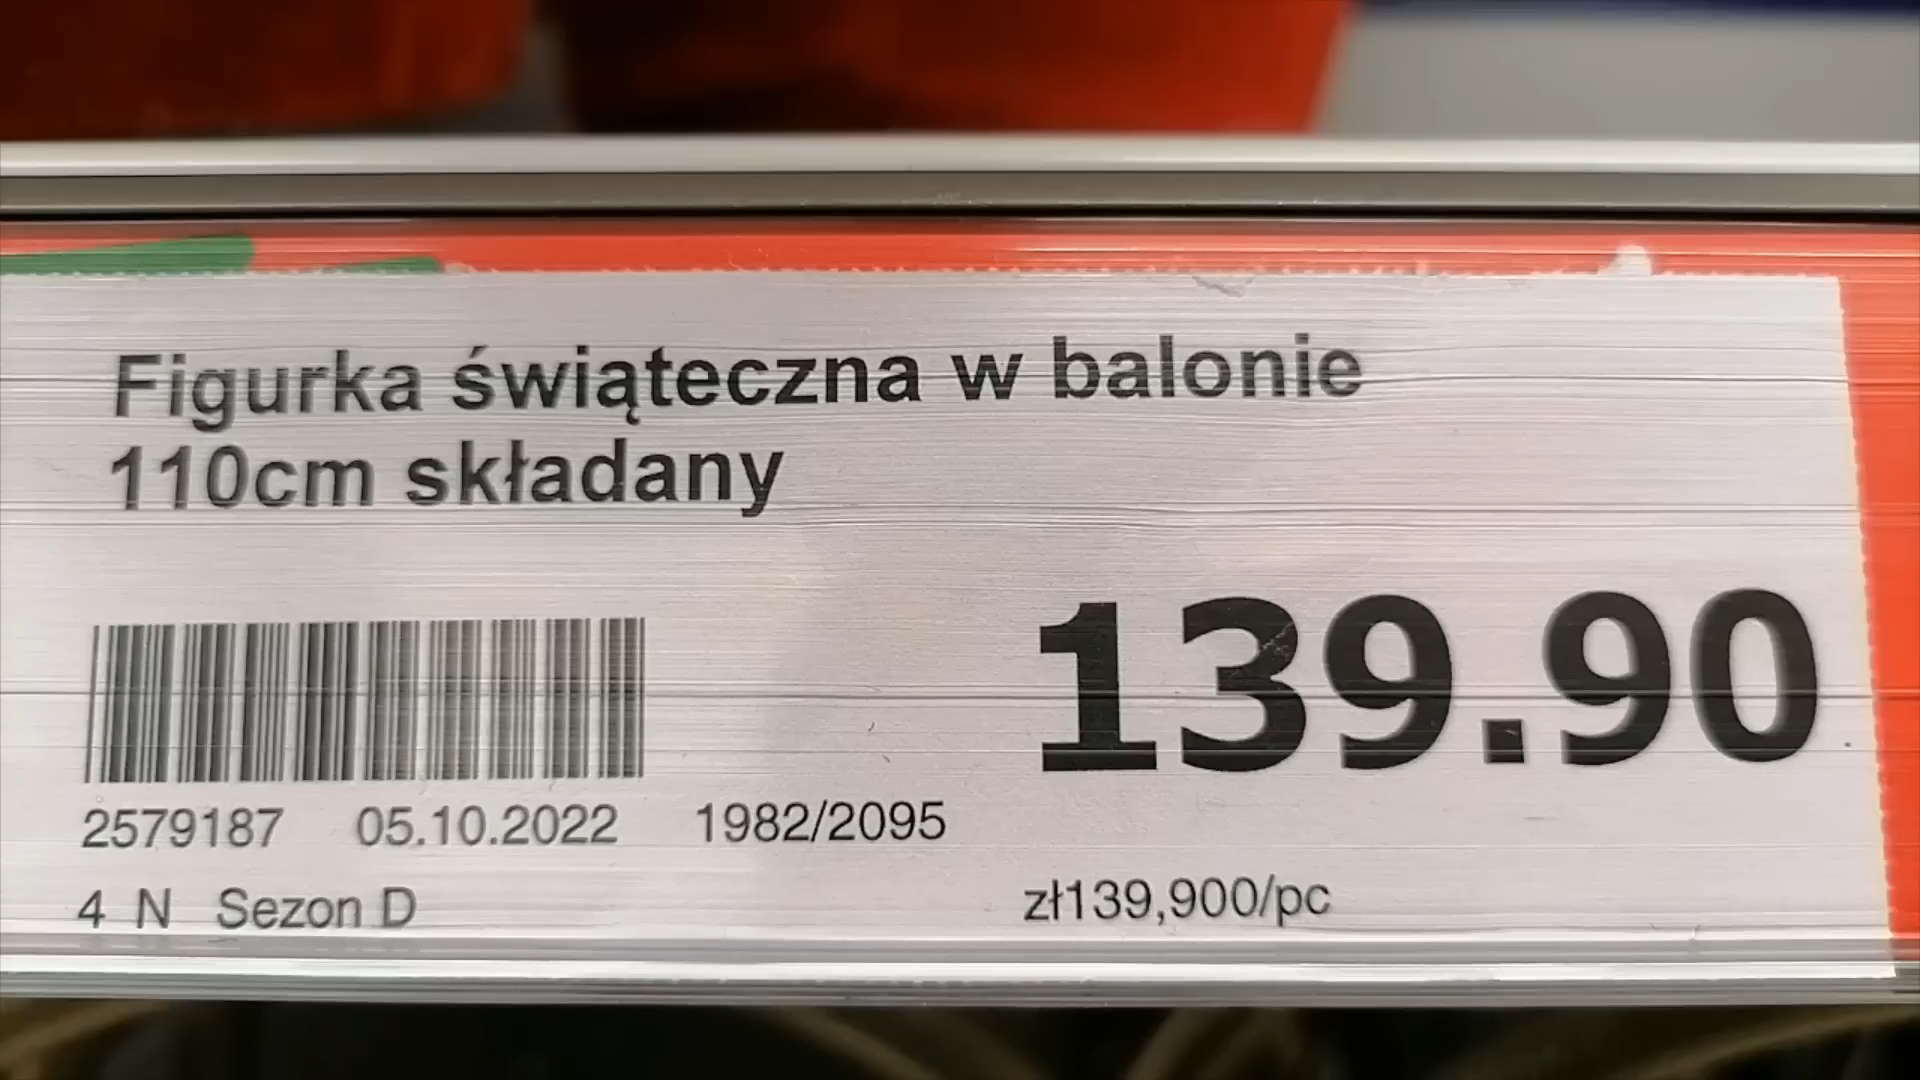 Figurka świąteczna w balonie
110cm składany
139.90
2579187 05.10.2022 1982/2095
4 N Sezon D
zł139,900/pc